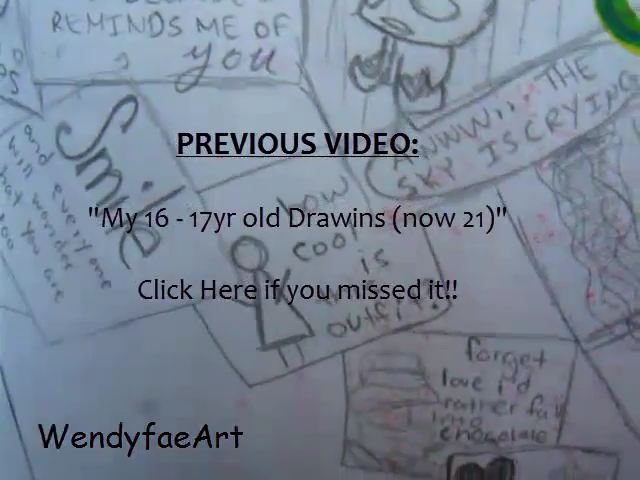 REMINDS ME OF
you
AWWW... THE
SKY IS CRYING
Smile
and
everyone
wonder
you are
PREVIOUS VIDEO:
"My 16 - 17yr old Drawins (now 21)"
Click Here if you missed it!!
how
cool
is
outfit?
forget
love i'd
rather fall
into
chocolate
WendyfaeArt